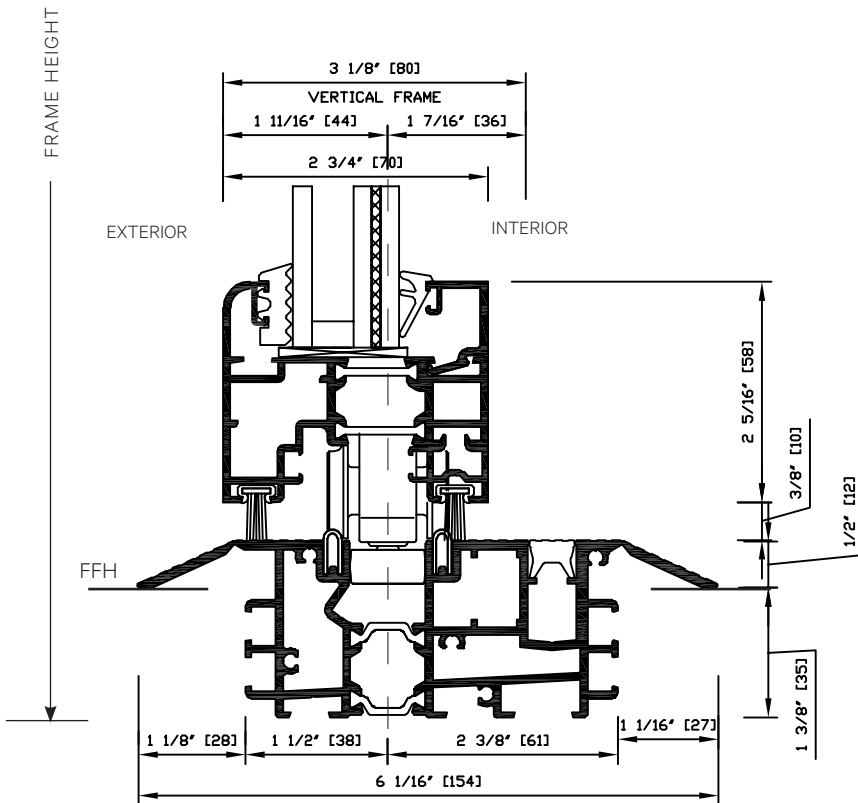 FRAME HEIGHT
3 1/8" [80]
VERTICAL FRAME
1 11/16" [44]
1 7/16" [36]
2 3/4" [70]
EXTERIOR
INTERIOR
2 5/16" [58]
3/8" [10]
1/2" [12]
FFH
1 3/8" [35]
1 1/8" [28]
1 1/2" [38]
2 3/8" [61]
1 1/16" [27]
6 1/16" [154]